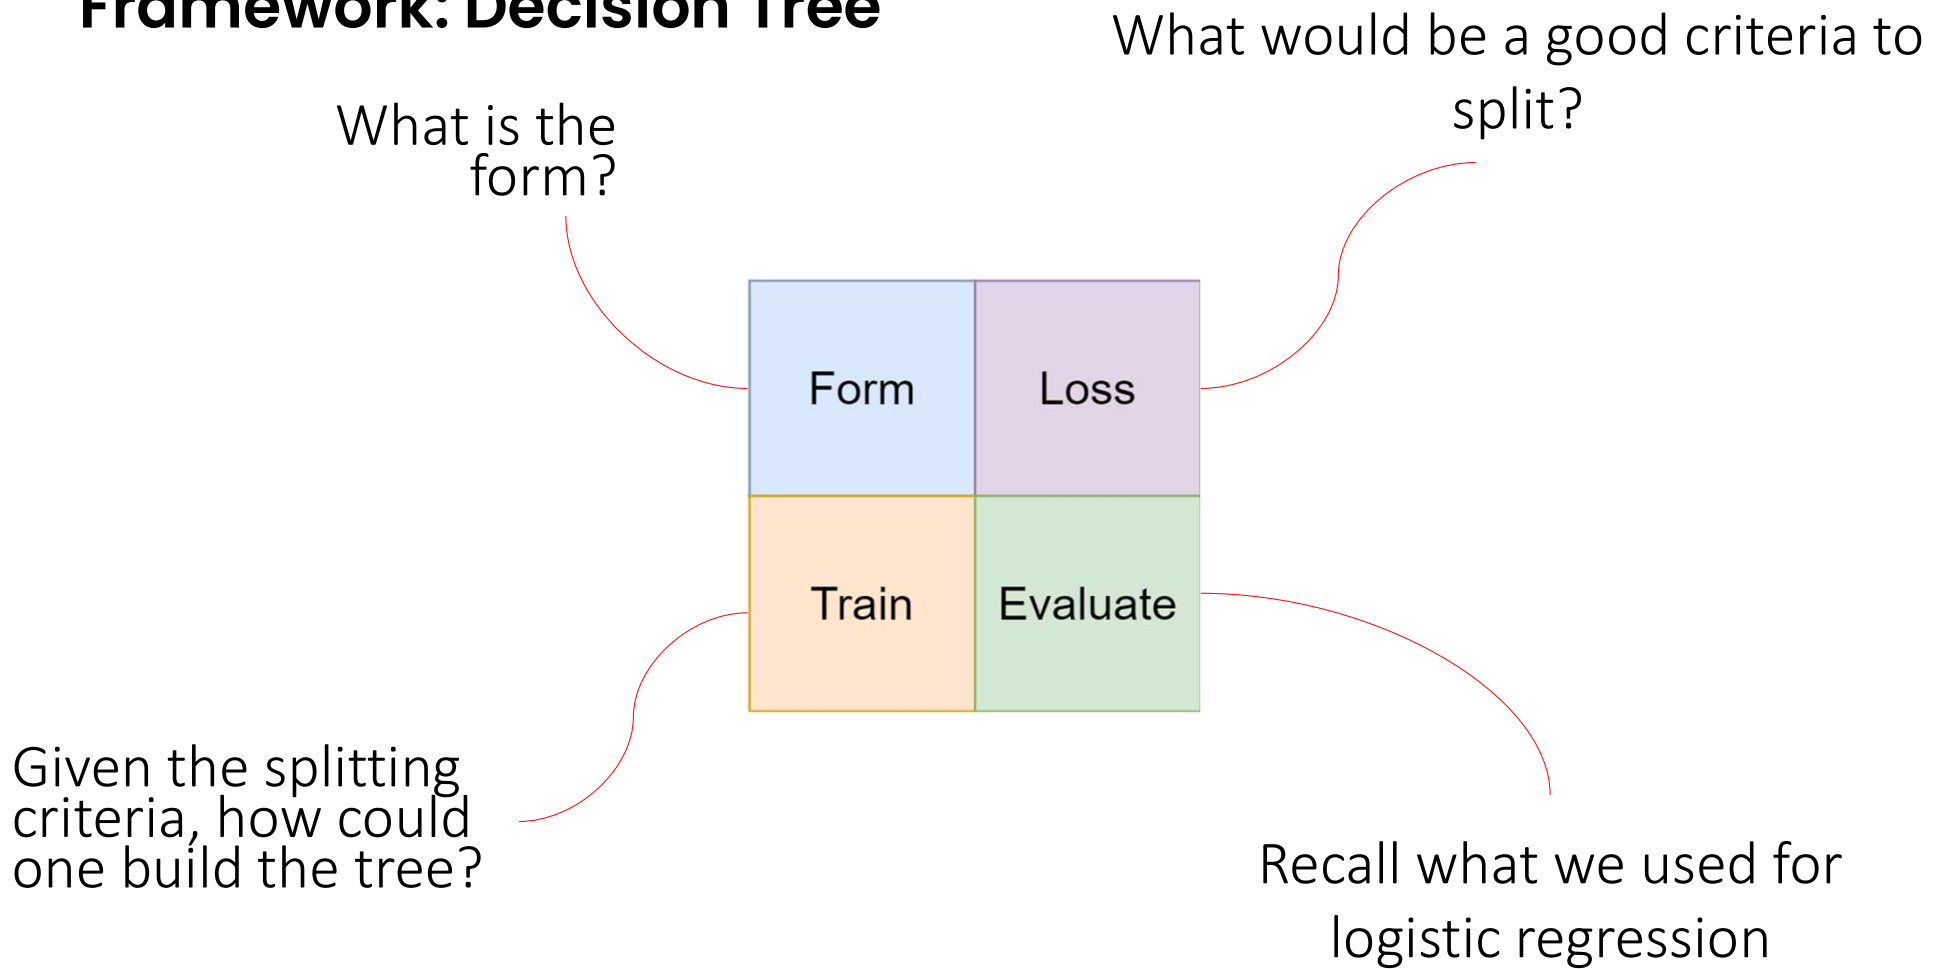 Framework: Decision Tree
What would be a good criteria to
split?
What is the
form?
Form
Loss
Train
Evaluate
Given the splitting
criteria, how could
one build the tree?
Recall what we used for
logistic regression